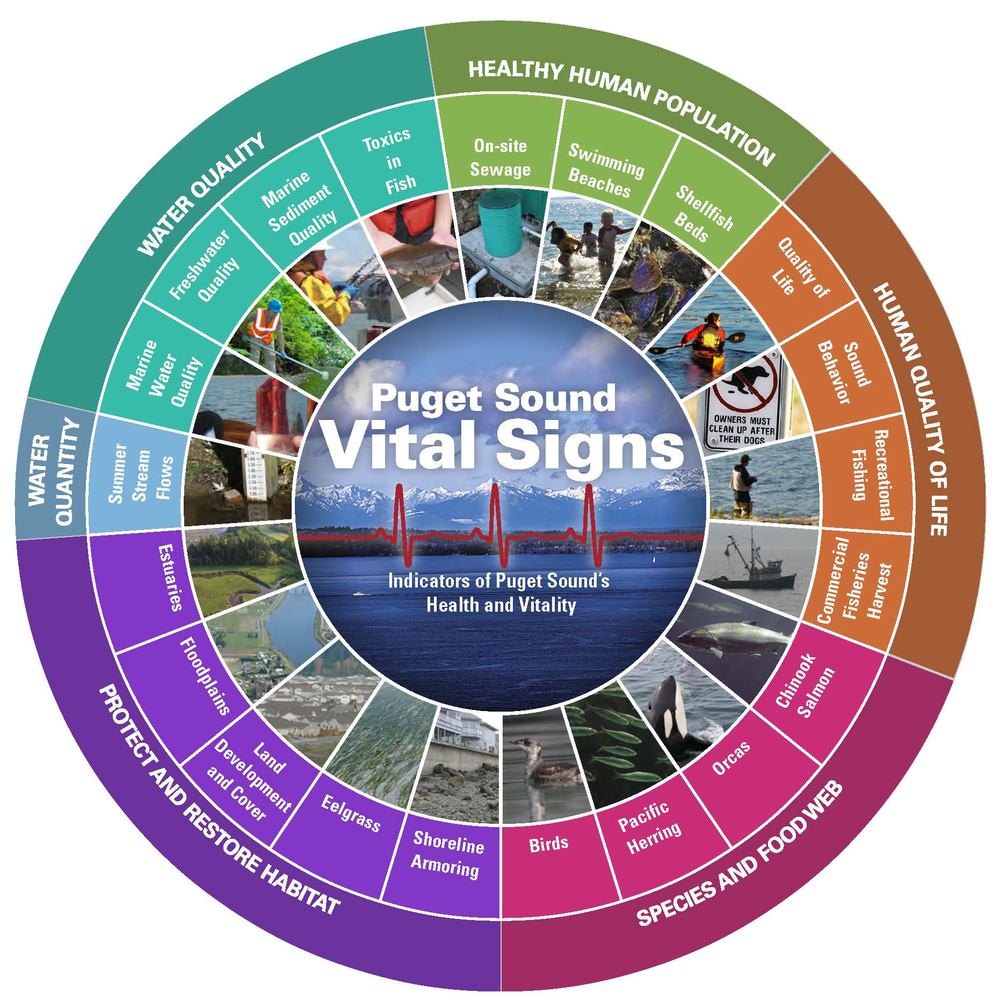 Puget Sound
Vital Signs
Indicators of Puget Sound's
Health and Vitality
HEALTHY HUMAN POPULATION
On-site
Sewage
Swimming
Beaches
Shellfish
Beds
HUMAN QUALITY OF LIFE
Quality of
Life
Sound
Behavior
Recreational
Fishing
Commercial
Fisheries
Harvest
SPECIES AND FOOD WEB
Chinook
Salmon
Orcas
Pacific
Herring
Birds
PROTECT AND RESTORE HABITAT
Shoreline
Armoring
Eelgrass
Land
Development
and Cover
Floodplains
Estuaries
WATER
QUANTITY
Summer
Stream
Flows
WATER QUALITY
Marine
Water
Quality
Freshwater
Quality
Marine
Sediment
Quality
Toxics
in
Fish
OWNERS MUST
CLEAN UP AFTER
THEIR DOGS